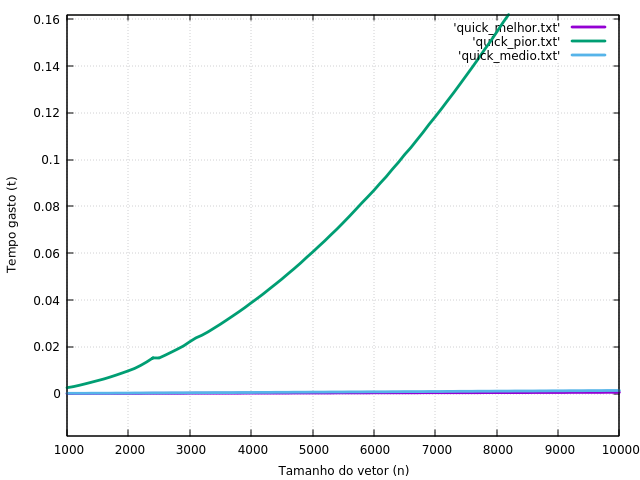 0.16
0.14
0.12
0.1
0.08
0.06
0.04
0.02
0
1000 2000 3000 4000 5000 6000 7000 8000 9000 10000
Tempo gasto (t)
Tamanho do vetor (n)
'quick_melhor.txt'
'quick_pior.txt'
'quick_medio.txt'